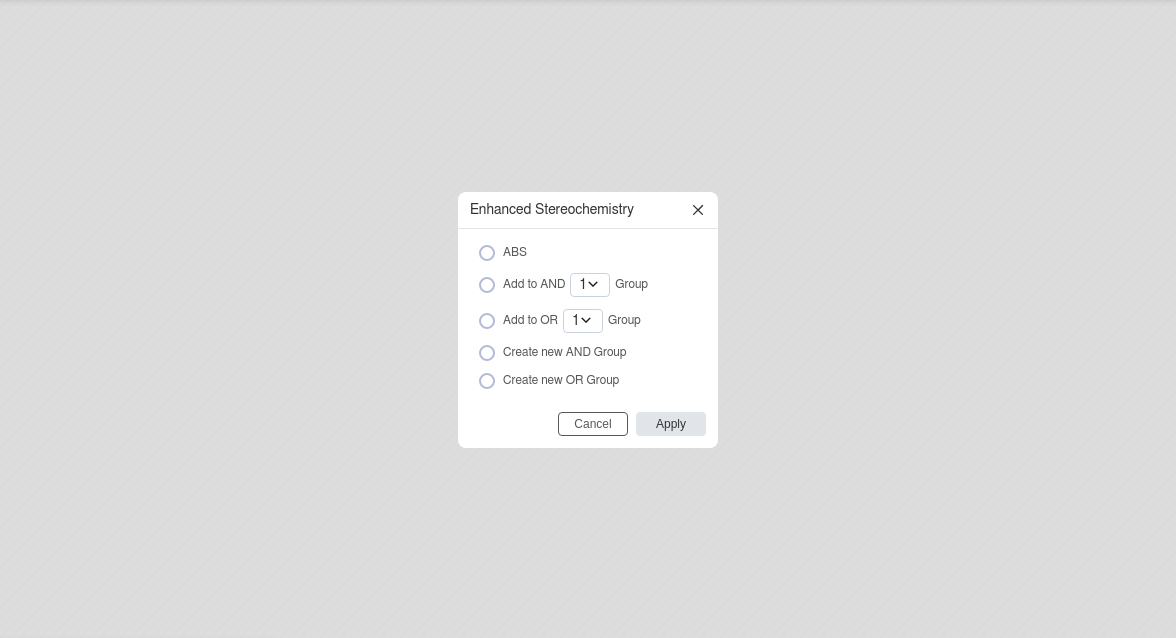 Enhanced Stereochemistry
ABS
Add to AND 1 Group
Add to OR 1 Group
Create new AND Group
Create new OR Group
Cancel Apply